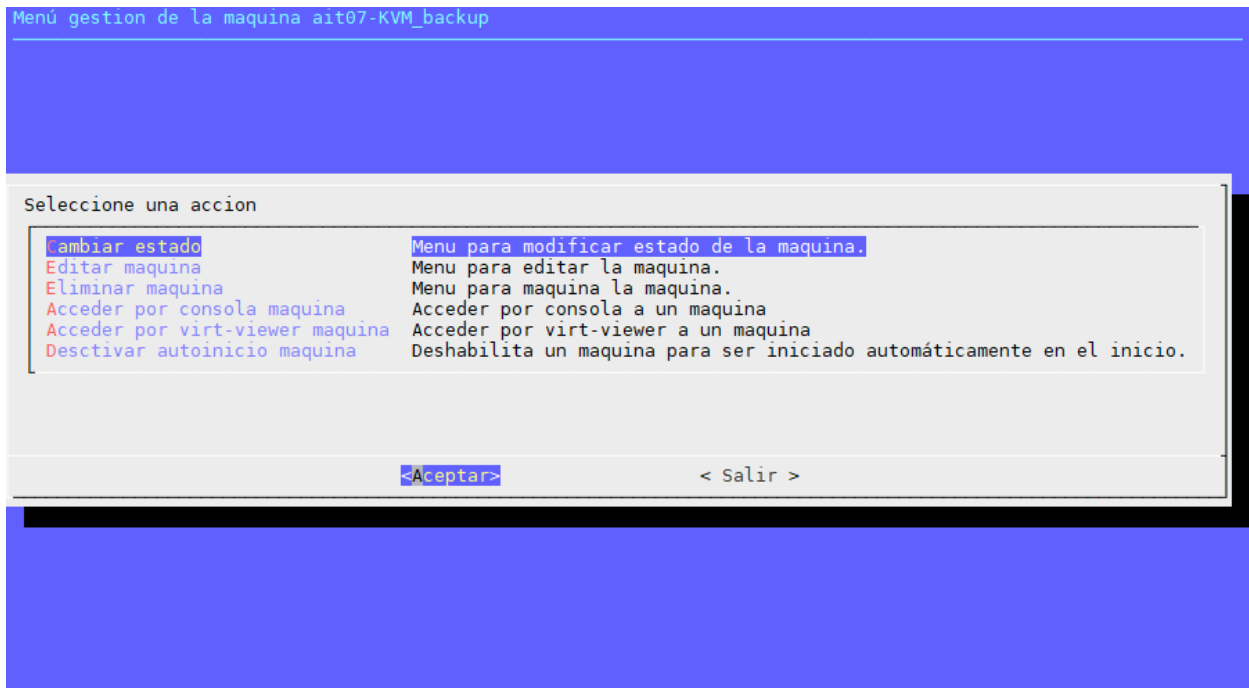 Menú gestion de la maquina ait07-KVM_backup
Seleccione una accion
Cambiar estado Menu para modificar estado de la maquina.
Editar maquina Menu para editar la maquina.
Eliminar maquina Menu para maquina la maquina.
Acceder por consola maquina Acceder por consola a un maquina
Acceder por virt-viewer maquina Acceder por virt-viewer a un maquina
Desctivar autoinicio maquina Deshabilita un maquina para ser iniciado automáticamente en el inicio.
<Aceptar> < Salir >